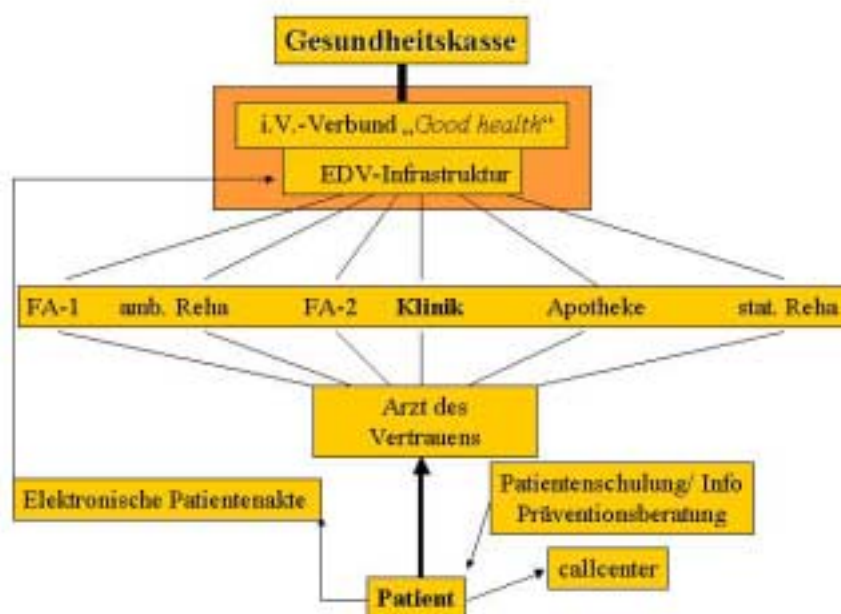 Gesundheitskasse
i.V.-Verbund „Good health“
EDV-Infrastruktur
FA-1 amb. Reha FA-2 Klinik Apotheke stat. Reha
Arzt des
Vertrauens
Elektronische Patientenakte
Patientenschulung/ Info
Präventionsberatung
callcenter
Patient